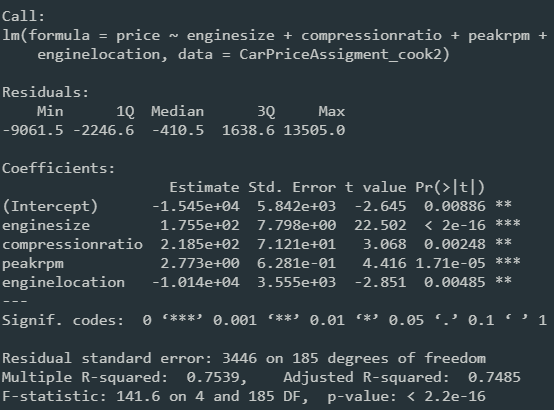 Call:
lm(formula = price ~ enginesize + compressionratio + peakrpm +
    enginelocation, data = CarPriceAssigment_cook2)

Residuals:
    Min      1Q  Median      3Q     Max
-9061.5 -2246.6  -410.5  1638.6 13505.0

Coefficients:
                   Estimate Std. Error t value Pr(>|t|)
(Intercept)      -1.545e+04  5.842e+03  -2.645  0.00886 **
enginesize        1.755e+02  7.798e+00  22.502  < 2e-16 ***
compressionratio  2.185e+02  7.121e+01   3.068  0.00248 **
peakrpm           2.773e+00  6.281e-01   4.416 1.71e-05 ***
enginelocation   -1.014e+04  3.555e+03  -2.851  0.00485 **
---
Signif. codes:  0 ‘***’ 0.001 ‘**’ 0.01 ‘*’ 0.05 ‘.’ 0.1 ‘ ’ 1

Residual standard error: 3446 on 185 degrees of freedom
Multiple R-squared:  0.7539,	Adjusted R-squared:  0.7485
F-statistic: 141.6 on 4 and 185 DF,  p-value: < 2.2e-16